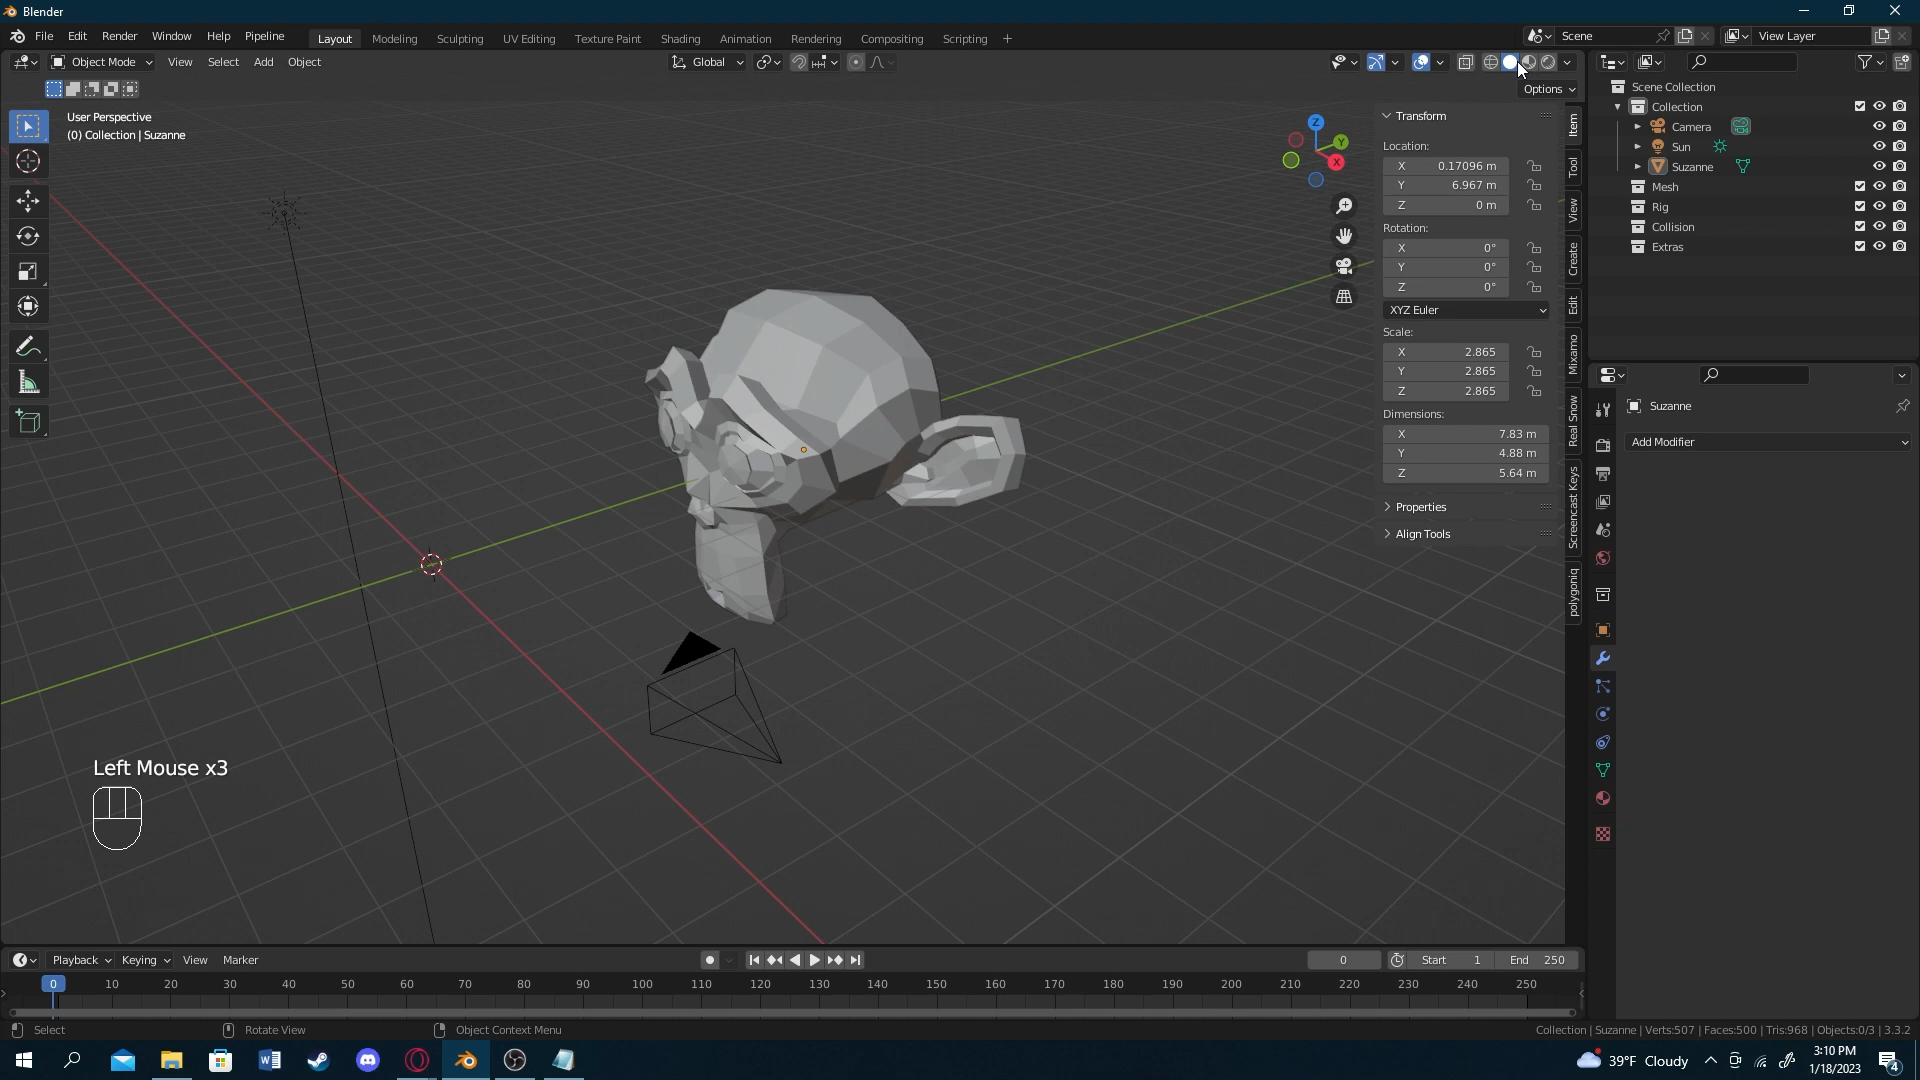 Blender
File Edit Render Window Help Pipeline
Layout Modeling Sculpting UV Editing Texture Paint Shading Animation Rendering Compositing Scripting +
Scene
View Layer
Object Mode View Select Add Object
Global
Options
User Perspective
(0) Collection | Suzanne
Z
Y
X
Transform
Location:
X 0.17096 m
Y 6.967 m
Z 0 m
Rotation:
X 0°
Y 0°
Z 0°
XYZ Euler
Scale:
X 2.865
Y 2.865
Z 2.865
Dimensions:
X 7.83 m
Y 4.88 m
Z 5.64 m
Properties
Align Tools
Item
Tool
View
Create
Edit
Mixamo
Real Snow
Screencast Keys
polygoniq
Scene Collection
Collection
Camera
Sun
Suzanne
Mesh
Rig
Collision
Extras
Suzanne
Add Modifier
Left Mouse x3
Playback Keying View Marker
0
Start 1
End 250
0 10 20 30 40 50 60 70 80 90 100 110 120 130 140 150 160 170 180 190 200 210 220 230 240 250
Select
Rotate View
Object Context Menu
Collection | Suzanne | Verts:507 | Faces:500 | Tris:968 | Objects:0/3 | 3.3.2
39°F Cloudy
3:10 PM
1/18/2023
4